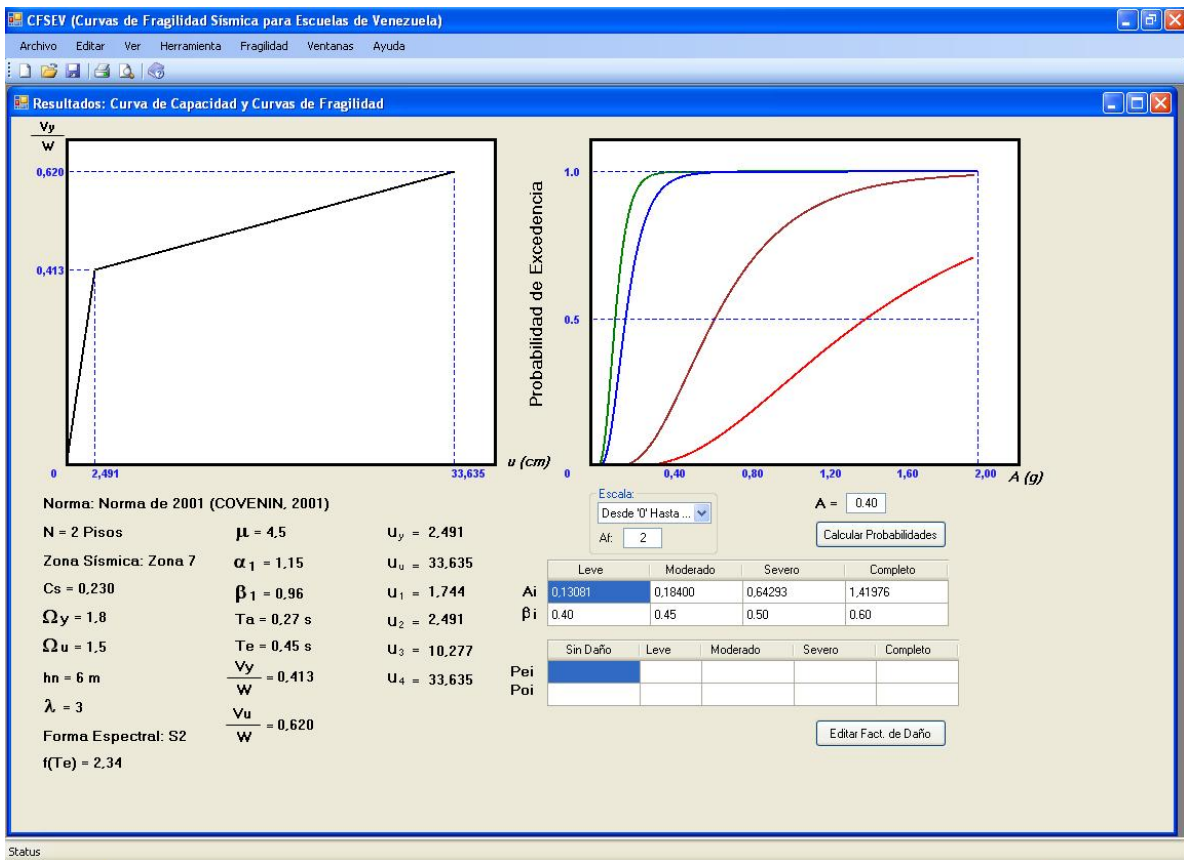 CFSEV (Curvas de Fragilidad Sísmica para Escuelas de Venezuela)
Archivo Editar Ver Herramienta Fragilidad Ventanas Ayuda
Resultados: Curva de Capacidad y Curvas de Fragilidad
Vy
W
0,620
0,413
0
2,491
33,635
u (cm)
Probabilidad de Excedencia
1.0
0.5
0
0,40
0,80
1,20
1,60
2,00
A (g)
Norma: Norma de 2001 (COVENIN, 2001)
N = 2 Pisos
Zona Sísmica: Zona 7
Cs = 0,230
Ωy = 1,8
Ωu = 1,5
hn = 6 m
λ = 3
Forma Espectral: S2
f(Te) = 2,34
μ = 4,5
α1 = 1,15
β1 = 0,96
Ta = 0,27 s
Te = 0,45 s
Vy
W = 0,413
Vu
W = 0,620
uy = 2,491
uu = 33,635
u1 = 1,744
u2 = 2,491
u3 = 10,277
u4 = 33,635
Escala:
Desde '0' Hasta ...
Af: 2
A = 0.40
Calcular Probabilidades
Leve Moderado Severo Completo
Ai 0,13081 0,18400 0,64293 1,41976
βi 0.40 0.45 0.50 0.60
Sin Daño Leve Moderado Severo Completo
Pei
Poi
Editar Fact. de Daño
Status